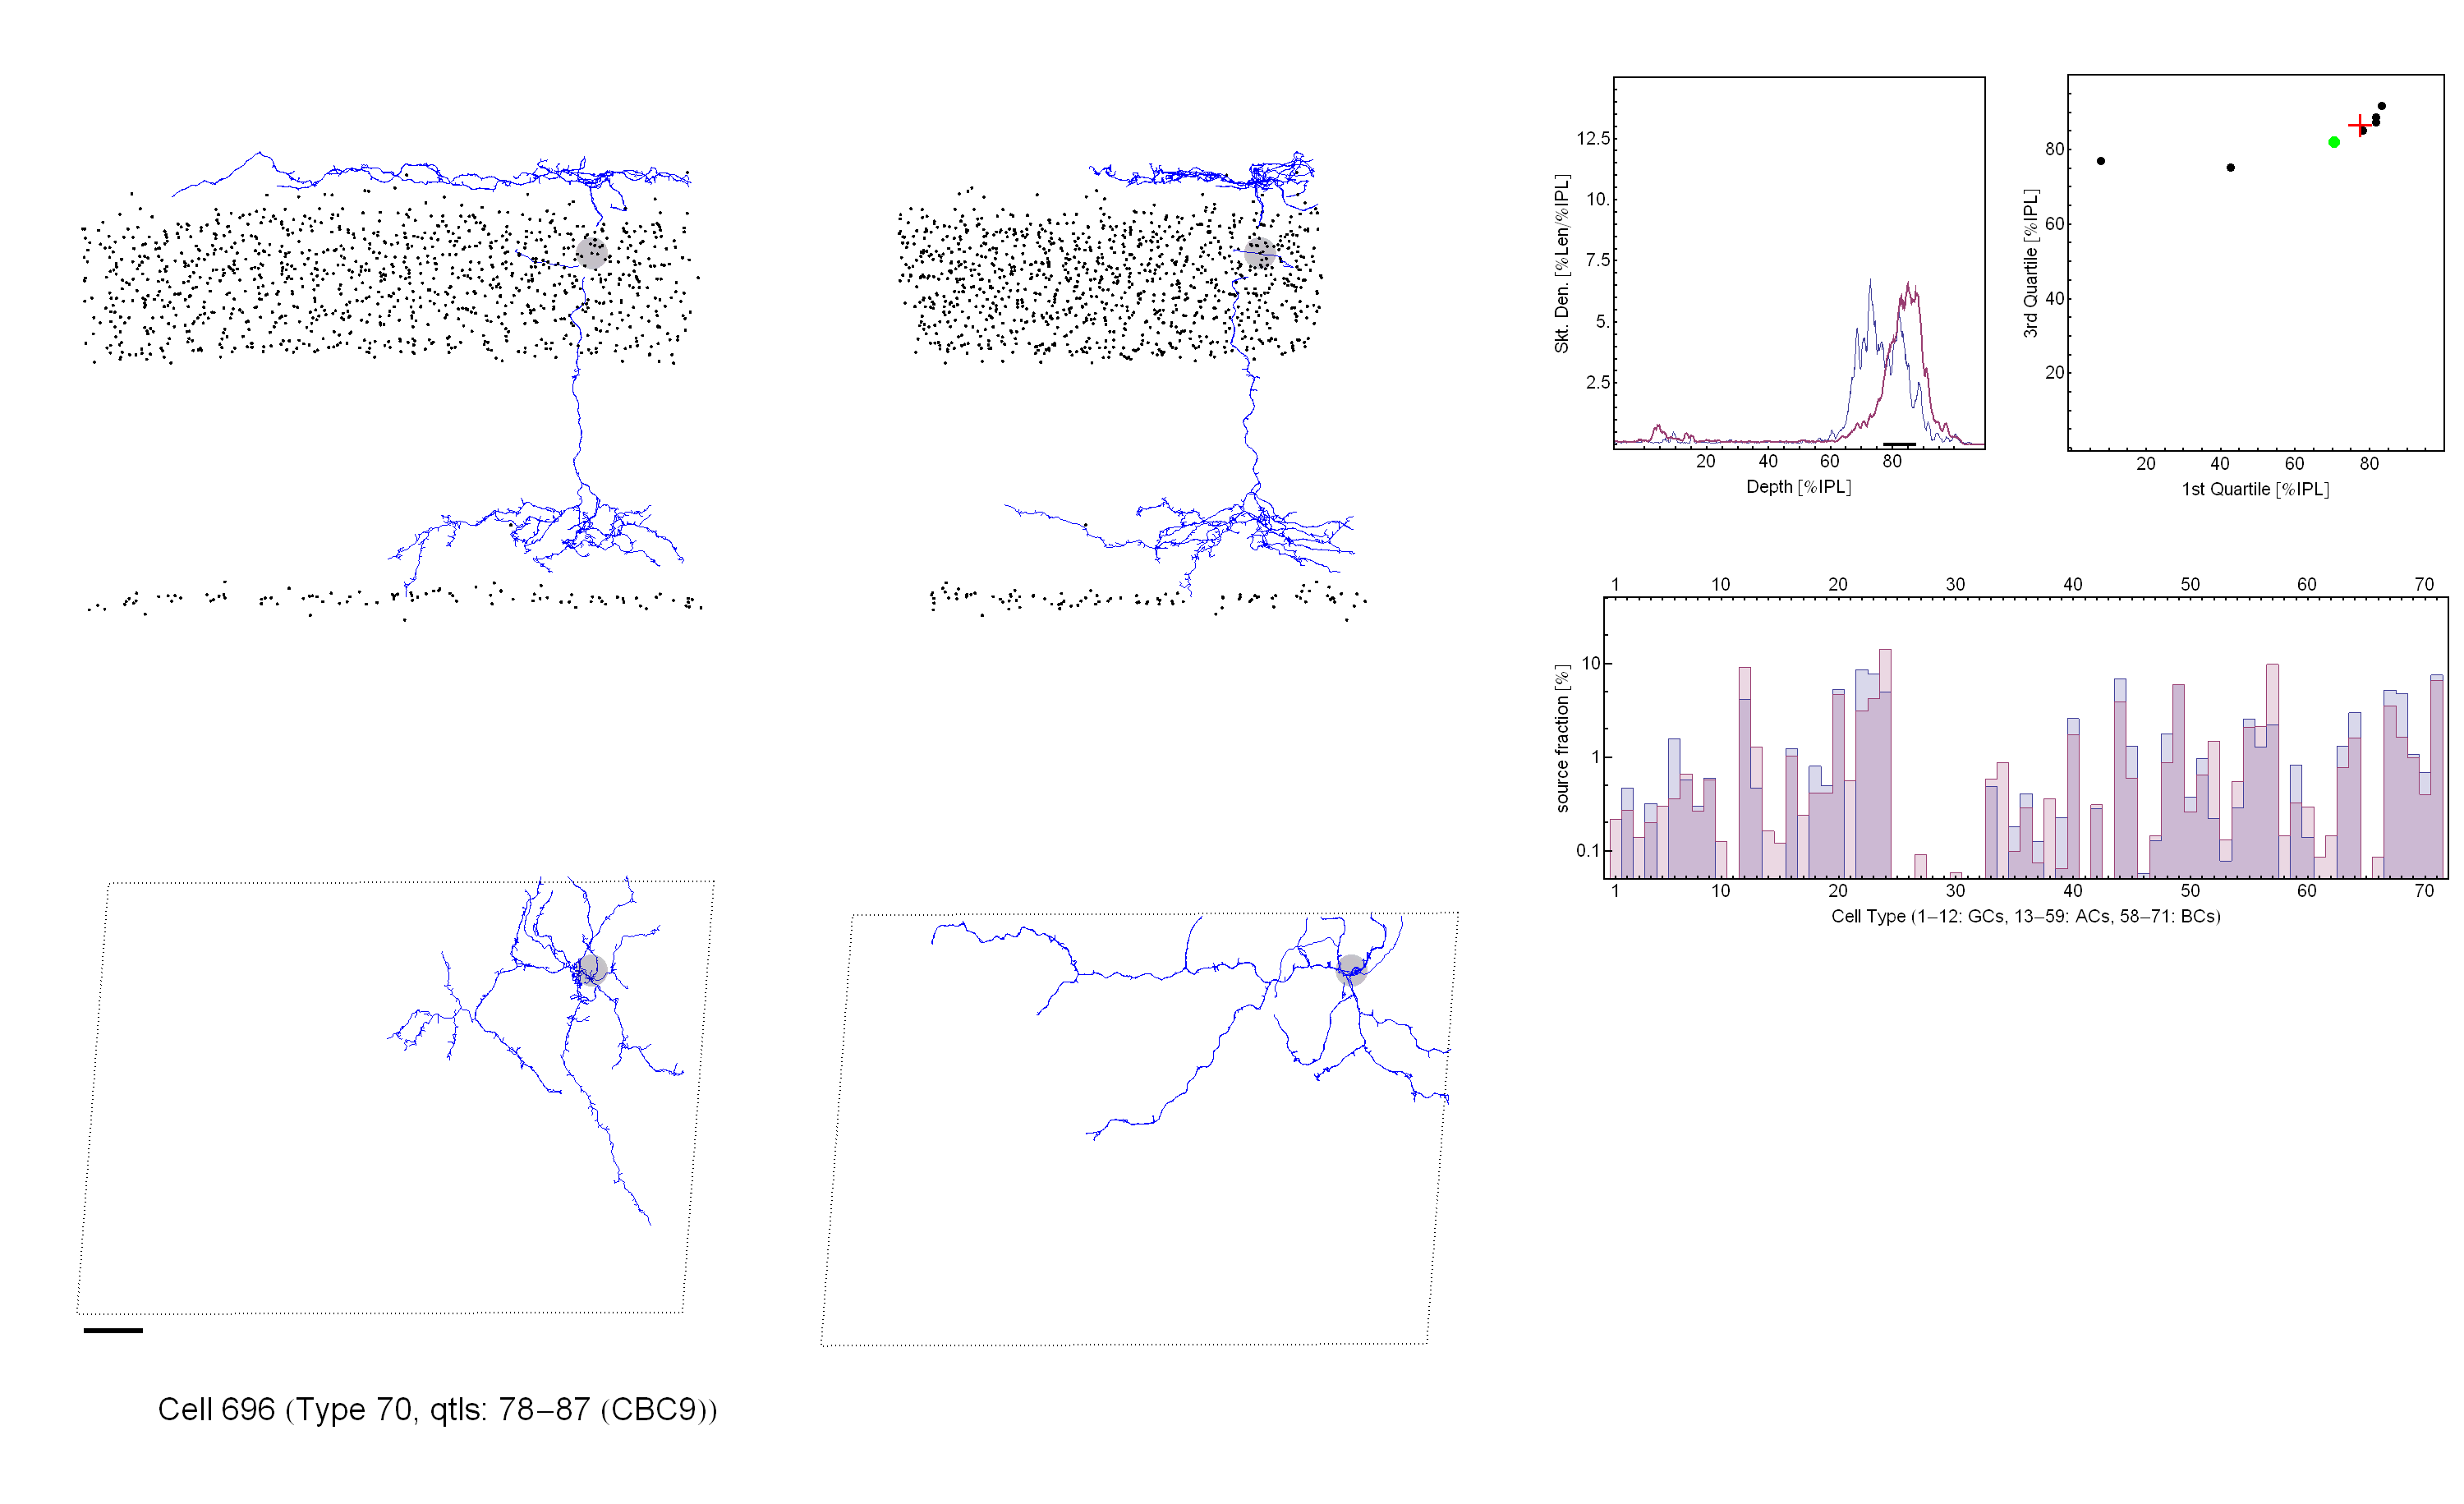 12.5
10.
7.5
5.
2.5
Skt. Den. [%Len/%IPL]
20 40 60 80
Depth [%IPL]
80
60
40
20
3rd Quartile [%IPL]
20 40 60 80
1st Quartile [%IPL]
1 10 20 30 40 50 60 70
10
1
0.1
source fraction [%]
1 10 20 30 40 50 60 70
Cell Type (1–12: GCs, 13–59: ACs, 58–71: BCs)
Cell 696 (Type 70, qtls: 78–87 (CBC9))